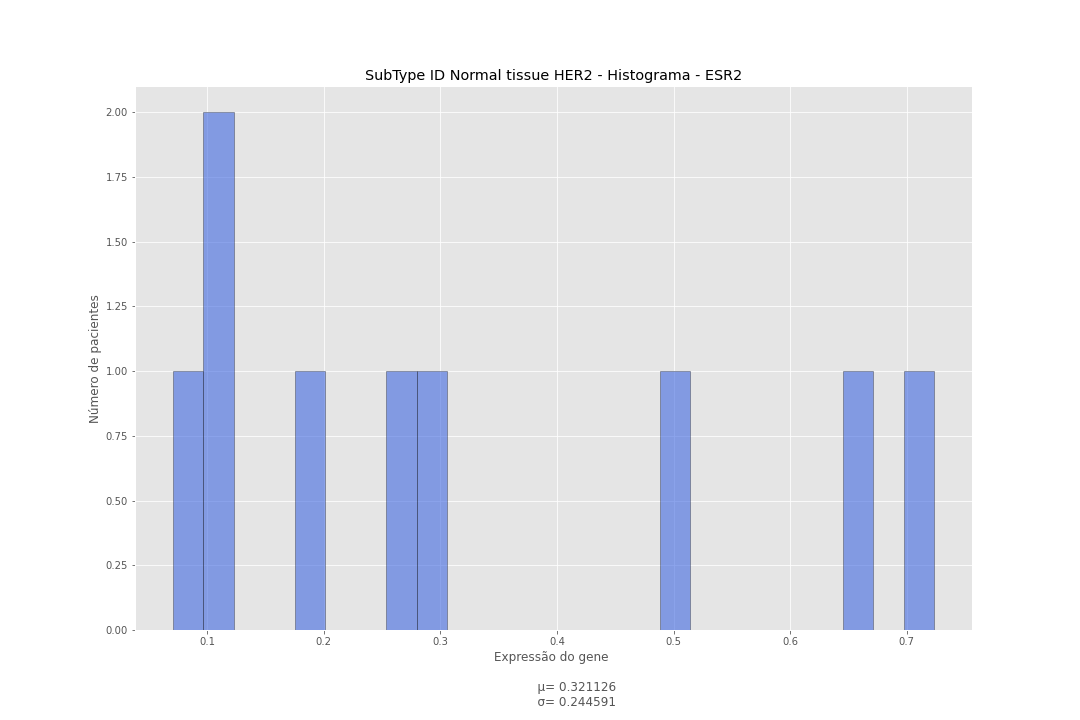 SubType ID Normal tissue HER2 - Histograma - ESR2
Número de pacientes
2.00
1.75
1.50
1.25
1.00
0.75
0.50
0.25
0.00
0.1 0.2 0.3 0.4 0.5 0.6 0.7
Expressão do gene
μ= 0.321126
σ= 0.244591